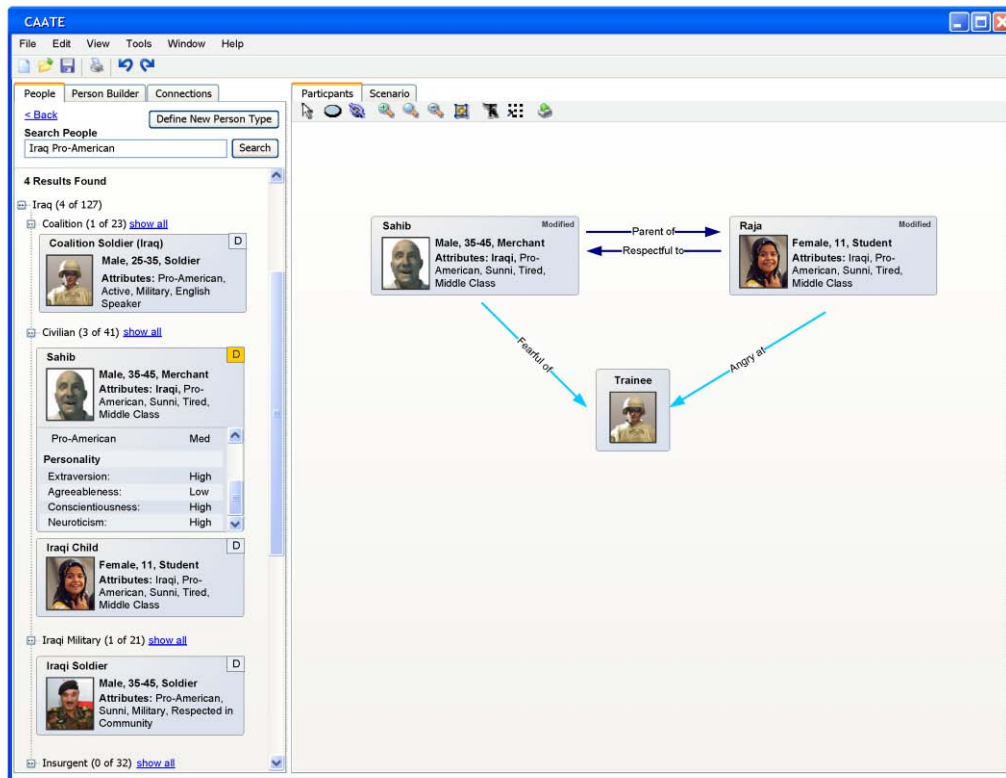 CAATE
File Edit View Tools Window Help
People Person Builder Connections
< Back
Define New Person Type
Search People
Iraq Pro-American
Search
4 Results Found
Iraq (4 of 127)
Coalition (1 of 23) show all
Coalition Soldier (Iraq)
D
Male, 25-35, Soldier
Attributes: Pro-American,
Active, Military, English
Speaker
Civilian (3 of 41) show all
Sahib
D
Male, 35-45, Merchant
Attributes: Iraqi, Pro-
American, Sunni, Tired,
Middle Class
Pro-American Med
Personality
Extraversion: High
Agreeableness: Low
Conscientiousness: High
Neuroticism: High
Iraqi Child
D
Female, 11, Student
Attributes: Iraq, Pro-
American, Sunni, Tired,
Middle Class
Iraqi Military (1 of 21) show all
Iraqi Soldier
D
Male, 35-45, Soldier
Attributes: Pro-American,
Sunni, Military, Respected in
Community
Insurgent (0 of 32) show all
Particpants Scenario
Sahib
Modified
Male, 35-45, Merchant
Attributes: Iraqi, Pro-
American, Sunni, Tired,
Middle Class
Parent of
Respectful to
Raja
Modified
Female, 11, Student
Attributes: Iraq, Pro-
American, Sunni, Tired,
Middle Class
Fearful of
Angry at
Trainee